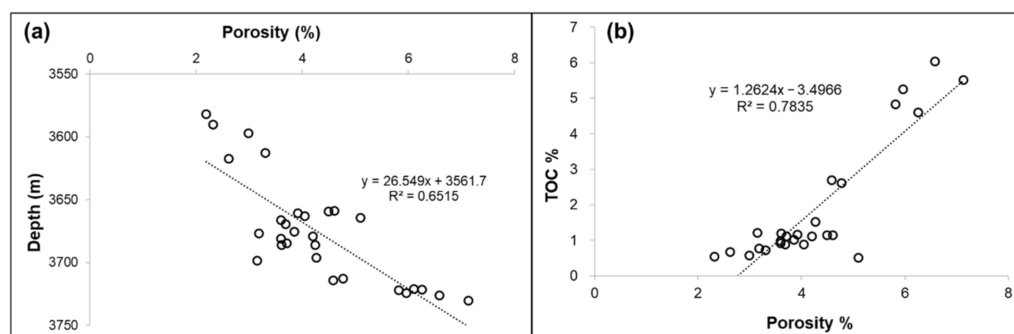 (a)
Porosity (%)
0 2 4 6 8
3550
3600
3650
3700
3750
Depth (m)
y = 26.549x + 3561.7
R² = 0.6515
(b)
7
6
5
4
3
2
1
0
TOC %
y = 1.2624x − 3.4966
R² = 0.7835
0 2 4 6 8
Porosity %